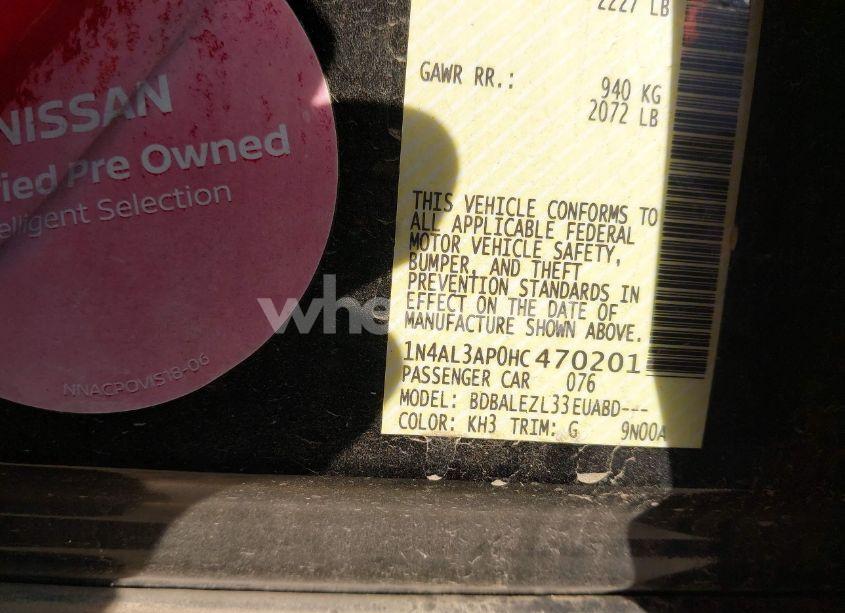 2227 LB
GAWR RR.: 940 KG
2072 LB
THIS VEHICLE CONFORMS TO
ALL APPLICABLE FEDERAL
MOTOR VEHICLE SAFETY,
BUMPER, AND THEFT
PREVENTION STANDARDS IN
EFFECT ON THE DATE OF
MANUFACTURE SHOWN ABOVE.
1N4AL3AP0HC470201
PASSENGER CAR 076
MODEL: BDBALEZL33EUABD---
COLOR: KH3 TRIM: G 9N00A
NISSAN
fied Pre Owned
elligent Selection
NNACPOVIS18-06
whe